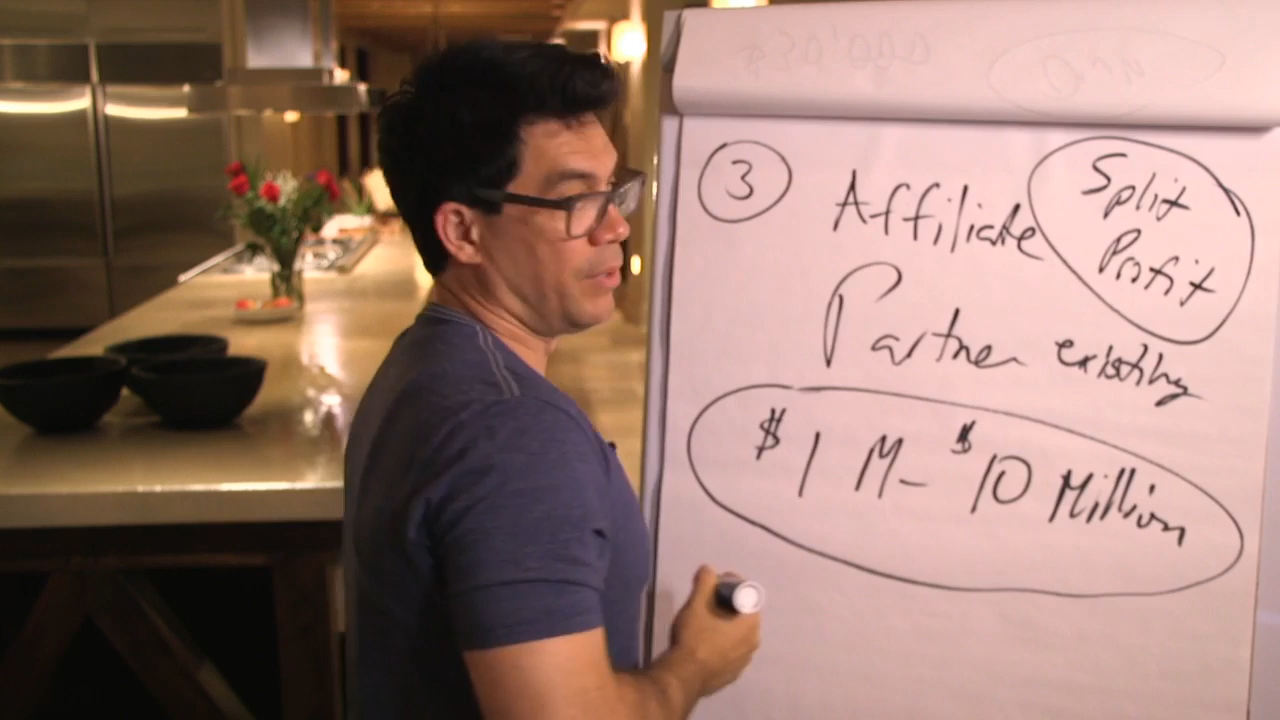 3
Affiliate
Split
Profit
Partner existing
$1 M- $10 Million